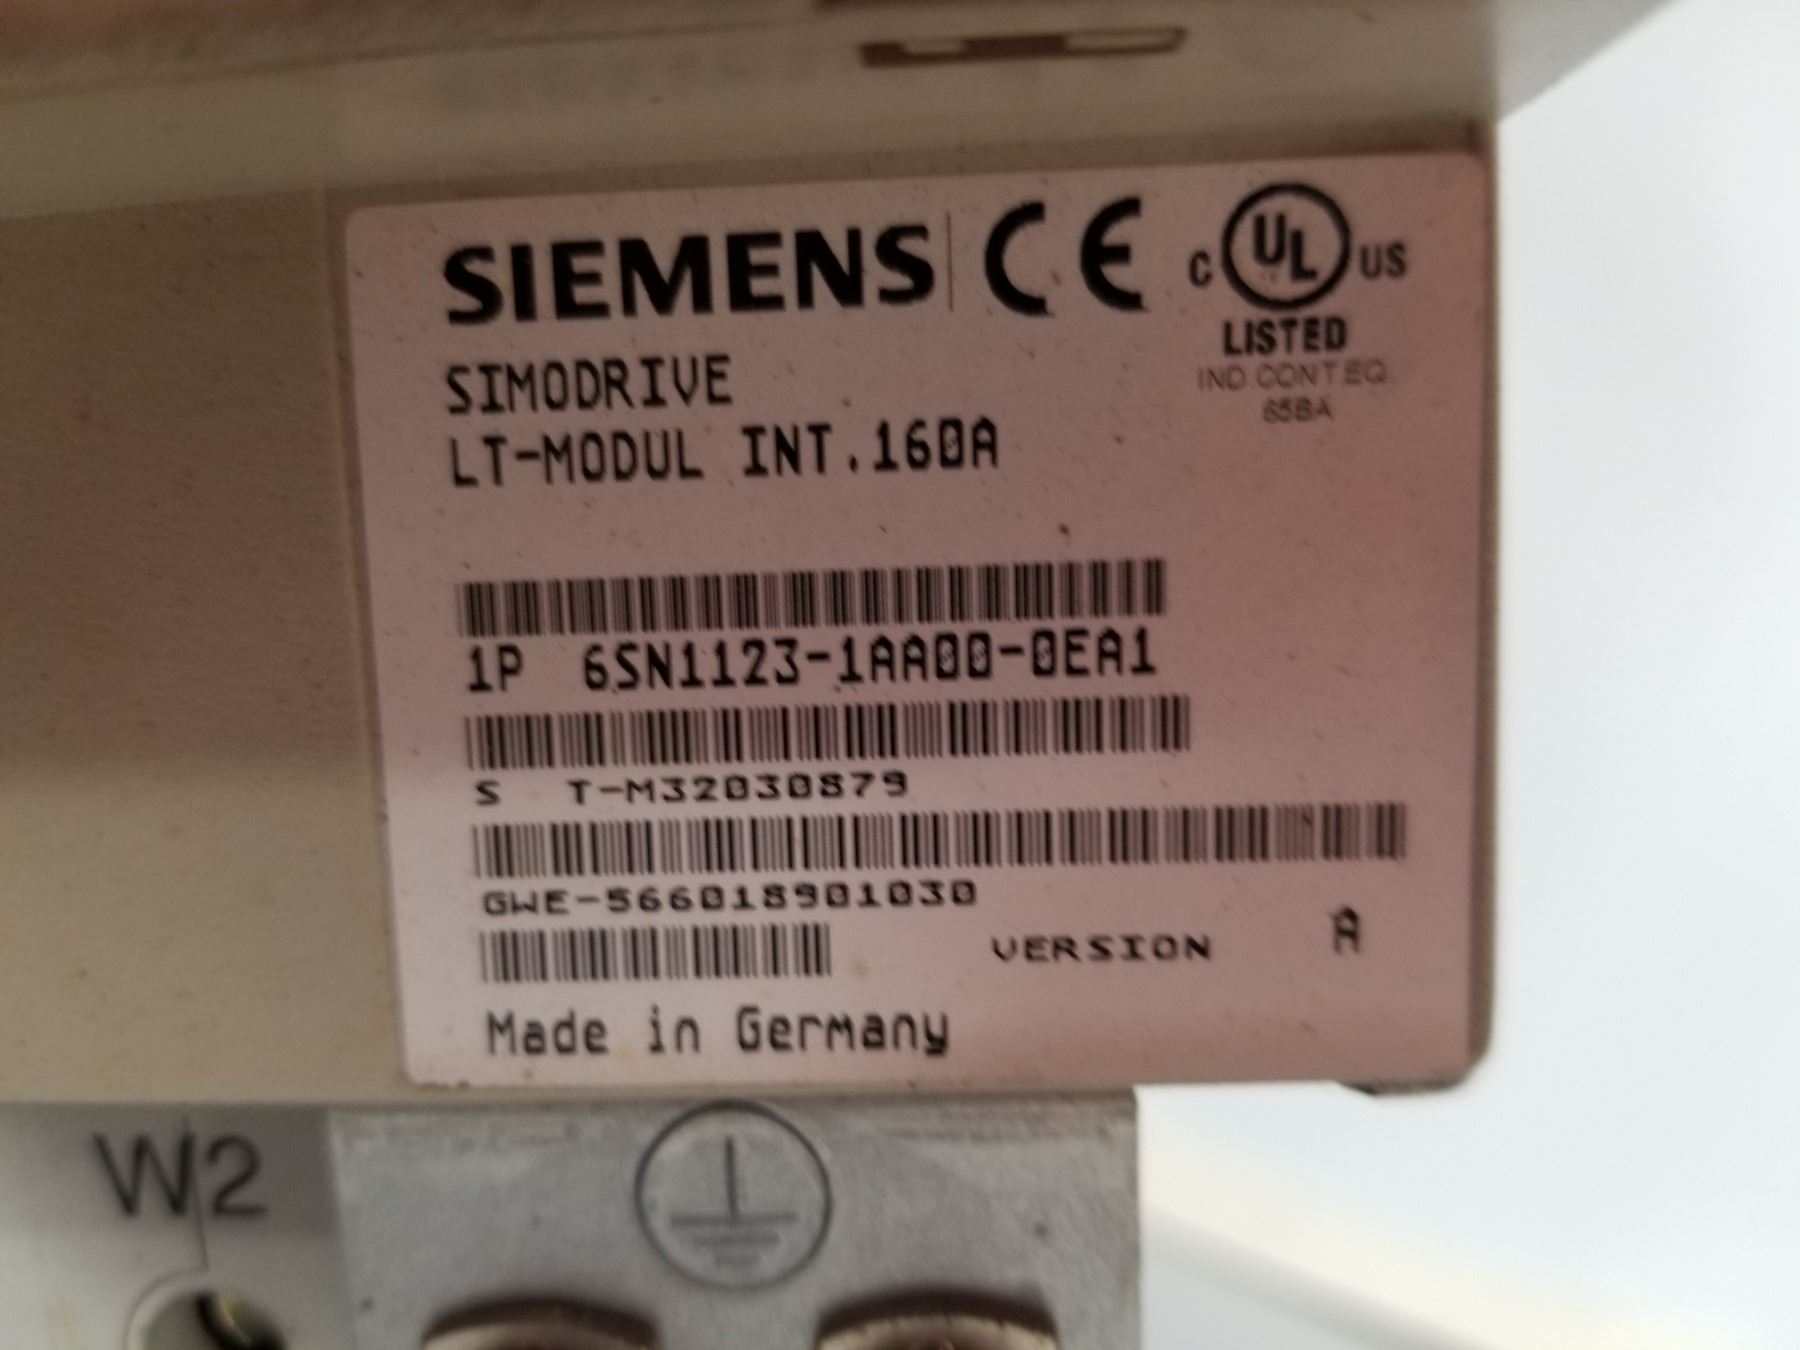 SIEMENS CE C UL US
LISTED
IND.CONT.EQ.
65BA
SIMODRIVE
LT-MODUL INT.160A
1P 6SN1123-1AA00-0EA1
S T-M32030879
GWE-566018901030
VERSION A
Made in Germany
W2